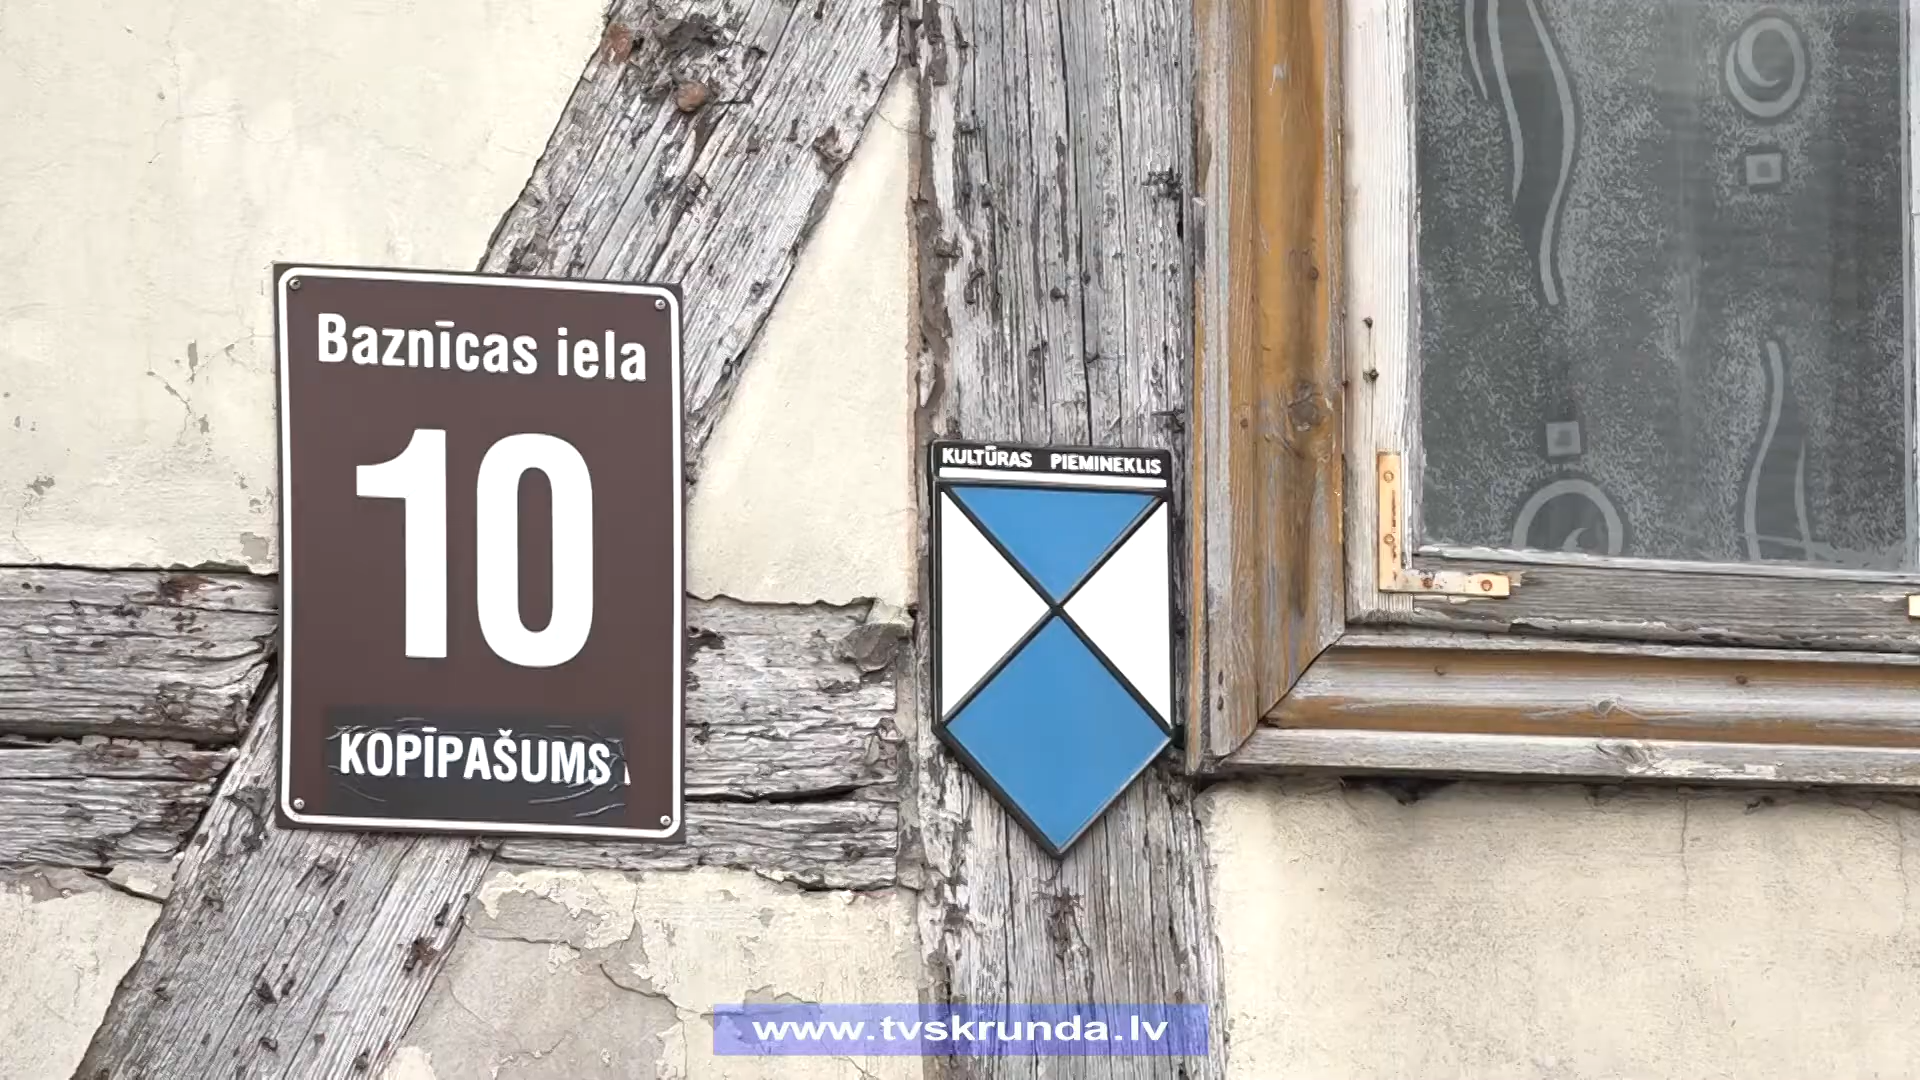 Baznīcas iela
10
KOPĪPAŠUMS
KULTŪRAS PIEMINEKLIS
www.tvskrunda.lv